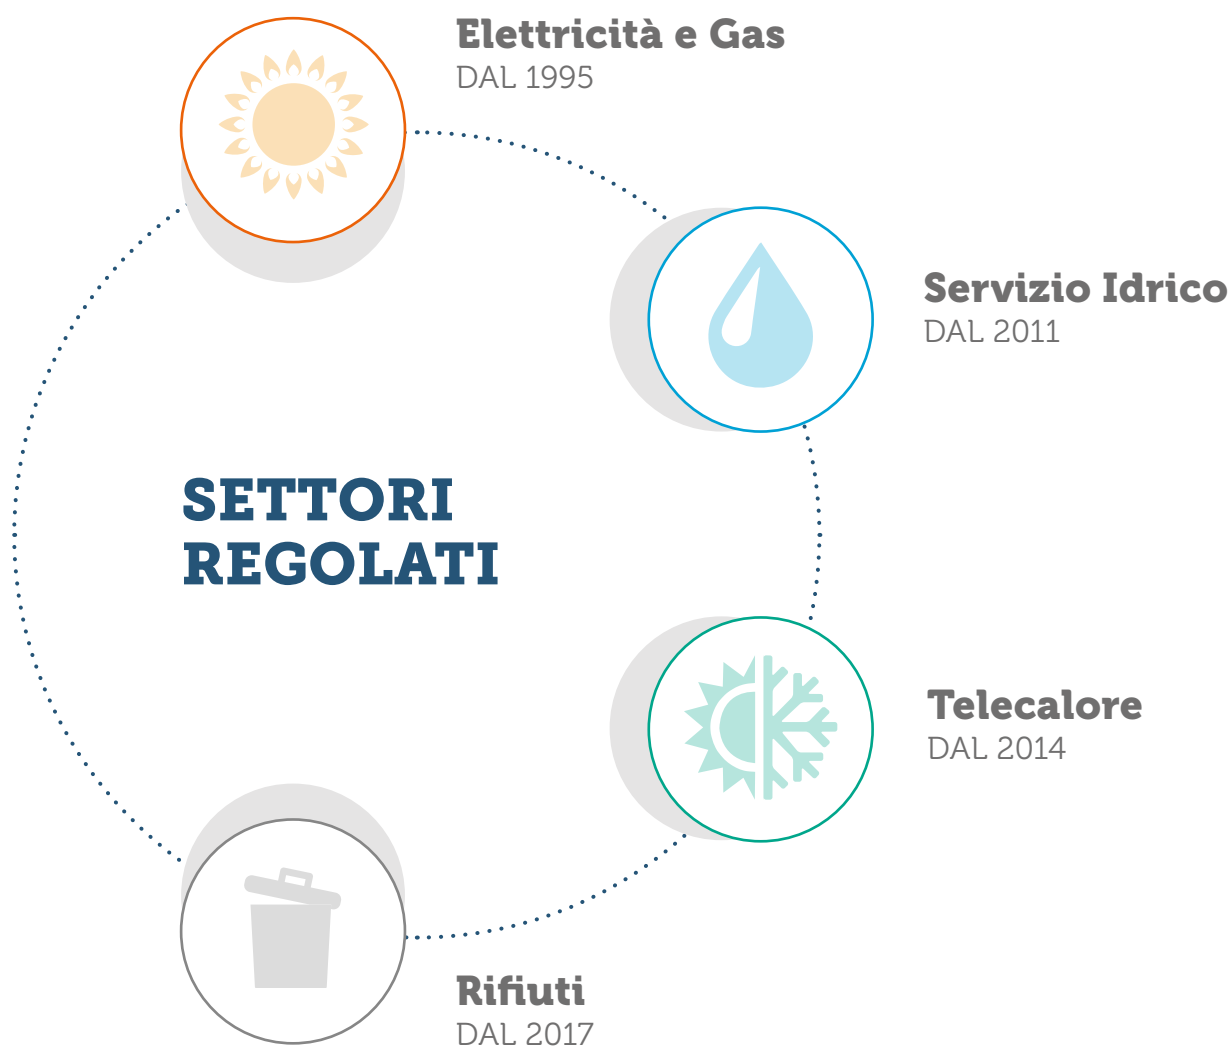 Elettricità e Gas
DAL 1995
Servizio Idrico
DAL 2011
SETTORI
REGOLATI
Telecalore
DAL 2014
Rifiuti
DAL 2017